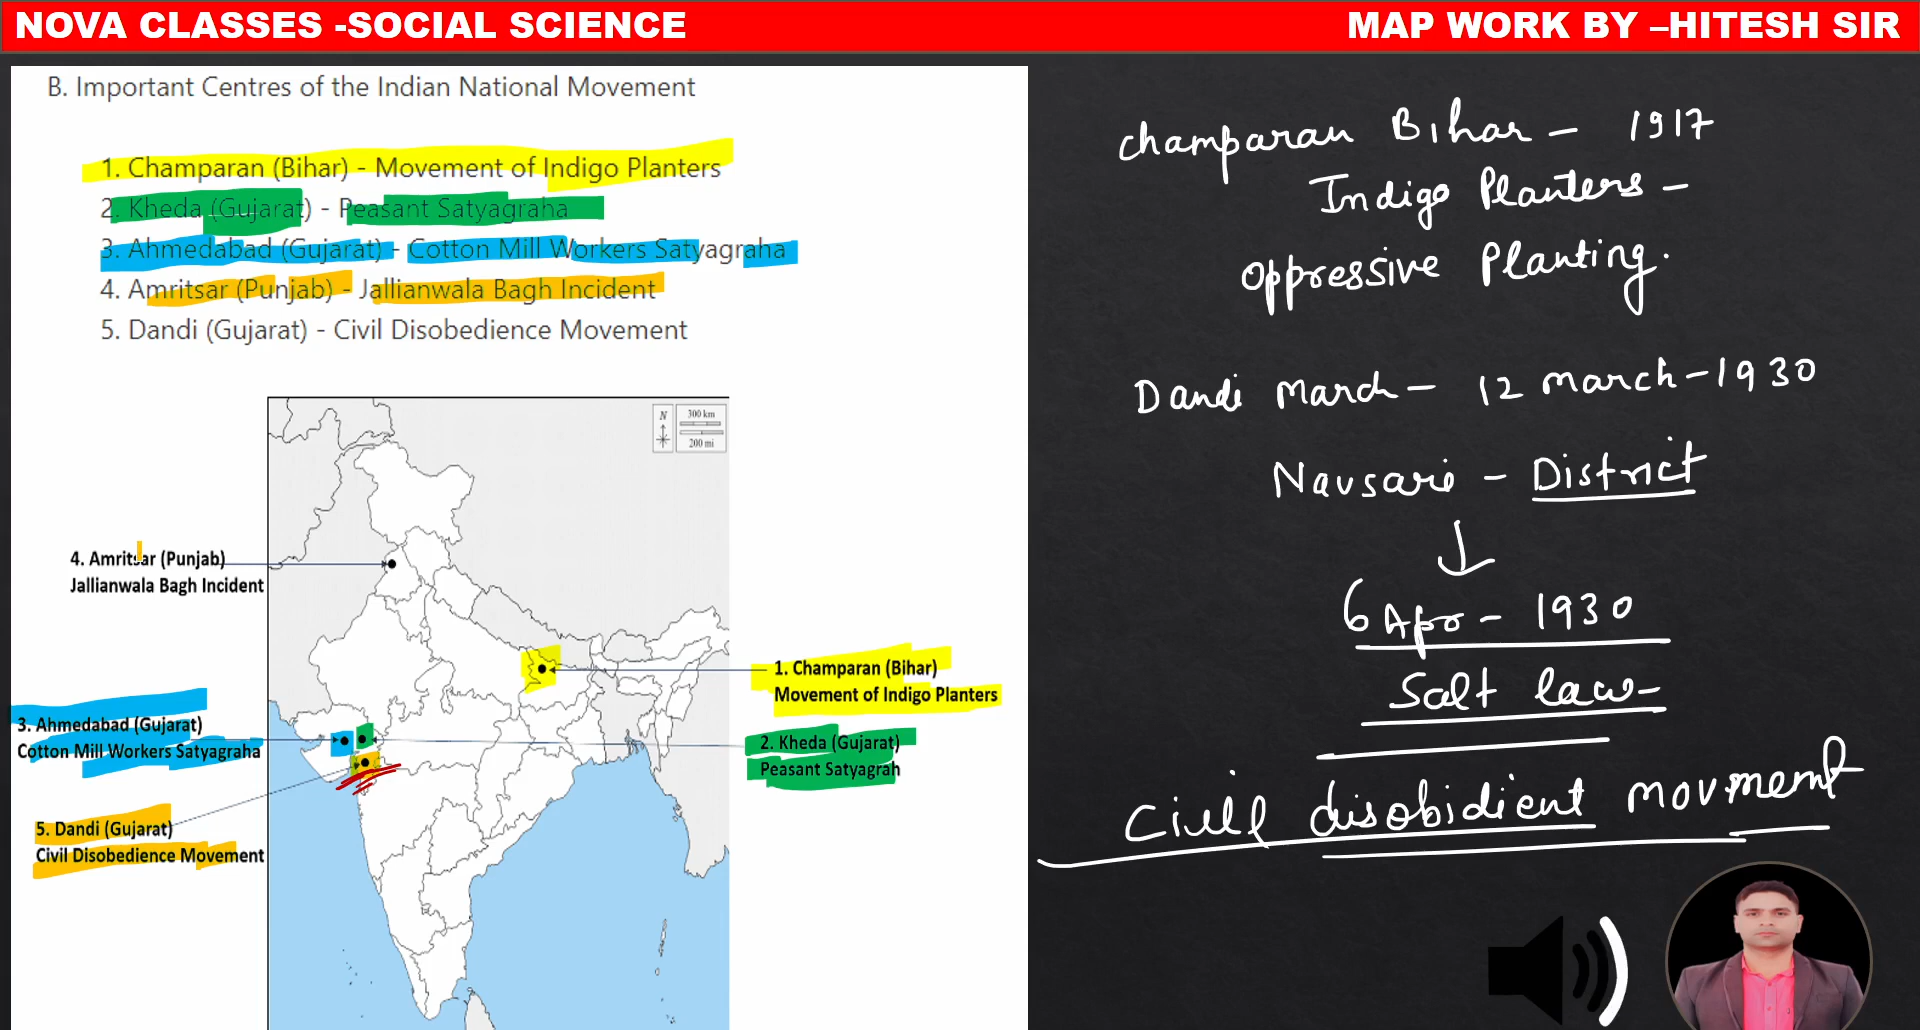 NOVA CLASSES -SOCIAL SCIENCE
MAP WORK BY –HITESH SIR
B. Important Centres of the Indian National Movement
1. Champaran (Bihar) - Movement of Indigo Planters
2. Kheda (Gujarat) - Peasant Satyagraha
3. Ahmedabad (Gujarat) - Cotton Mill Workers Satyagraha
4. Amritsar (Punjab) - Jallianwala Bagh Incident
5. Dandi (Gujarat) - Civil Disobedience Movement
N
300 km
200 mi
4. Amritsar (Punjab)
Jallianwala Bagh Incident
1. Champaran (Bihar)
Movement of Indigo Planters
3. Ahmedabad (Gujarat)
Cotton Mill Workers Satyagraha
2. Kheda (Gujarat)
Peasant Satyagrah
5. Dandi (Gujarat)
Civil Disobedience Movement
Champaran Bihar - 1917
Indigo Planters -
Oppressive Planting.
Dandi March - 12 March - 1930
Navsari - District
6 Apr - 1930
Salt law -
Civil disobidient movment